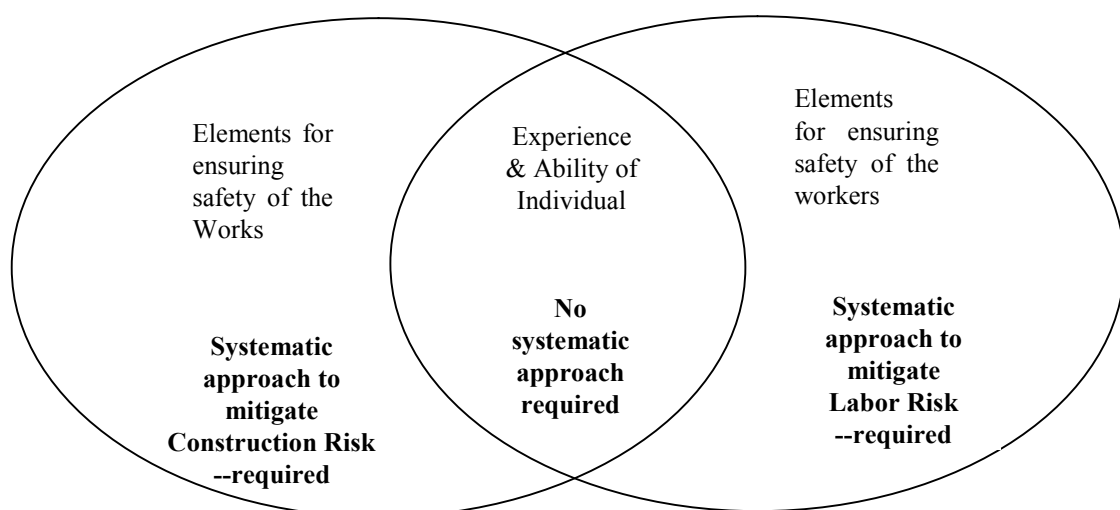 Elements for
ensuring
safety of the
Works
Systematic
approach to
mitigate
Construction Risk
--required
Experience
& Ability of
Individual
No
systematic
approach
required
Elements
for ensuring
safety of the
workers
Systematic
approach to
mitigate
Labor Risk
--required